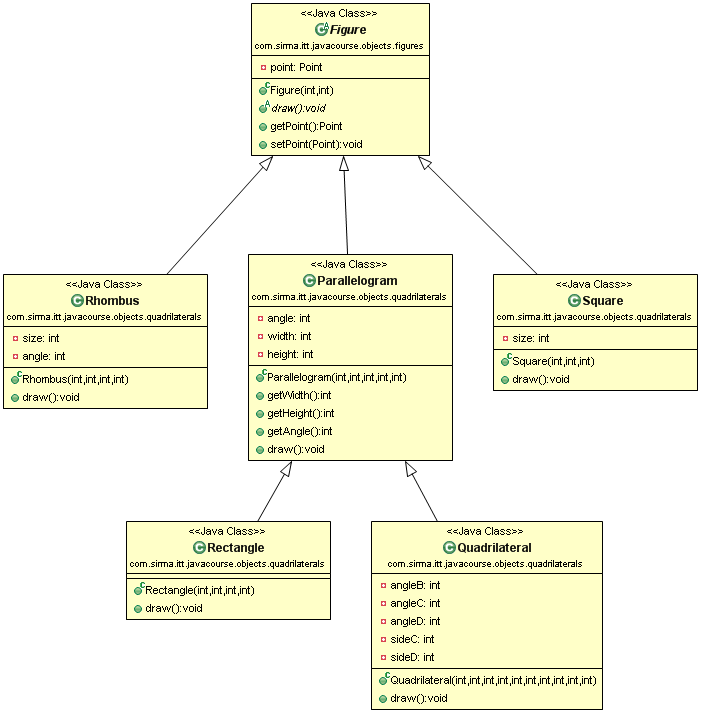 <<Java Class>>
Figure
com.sirma.itt.javacourse.objects.figures
point: Point
Figure(int,int)
draw():void
getPoint():Point
setPoint(Point):void
<<Java Class>>
Rhombus
com.sirma.itt.javacourse.objects.quadrilaterals
size: int
angle: int
Rhombus(int,int,int,int)
draw():void
<<Java Class>>
Parallelogram
com.sirma.itt.javacourse.objects.quadrilaterals
angle: int
width: int
height: int
Parallelogram(int,int,int,int,int)
getWidth():int
getHeight():int
getAngle():int
draw():void
<<Java Class>>
Square
com.sirma.itt.javacourse.objects.quadrilaterals
size: int
Square(int,int,int)
draw():void
<<Java Class>>
Rectangle
com.sirma.itt.javacourse.objects.quadrilaterals
Rectangle(int,int,int,int)
draw():void
<<Java Class>>
Quadrilateral
com.sirma.itt.javacourse.objects.quadrilaterals
angleB: int
angleC: int
angleD: int
sideC: int
sideD: int
Quadrilateral(int,int,int,int,int,int,int,int,int,int)
draw():void